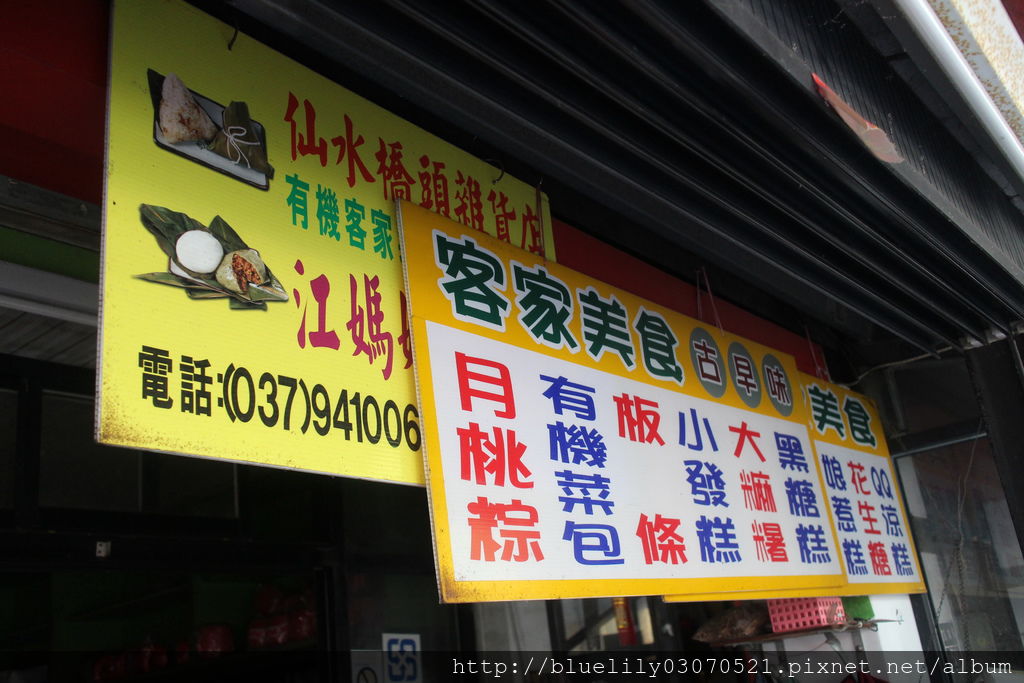 仙水橋頭雜貨店
有機客家
江媽媽
電話:(037)941006
客家美食 古早味
月桃粽
有機菜包
板條
小發糕
大麻糬
黑糖糕
美食
娘惹糕
花生糖
QQ涼糕
http://bluelily03070521.pixnet.net/album